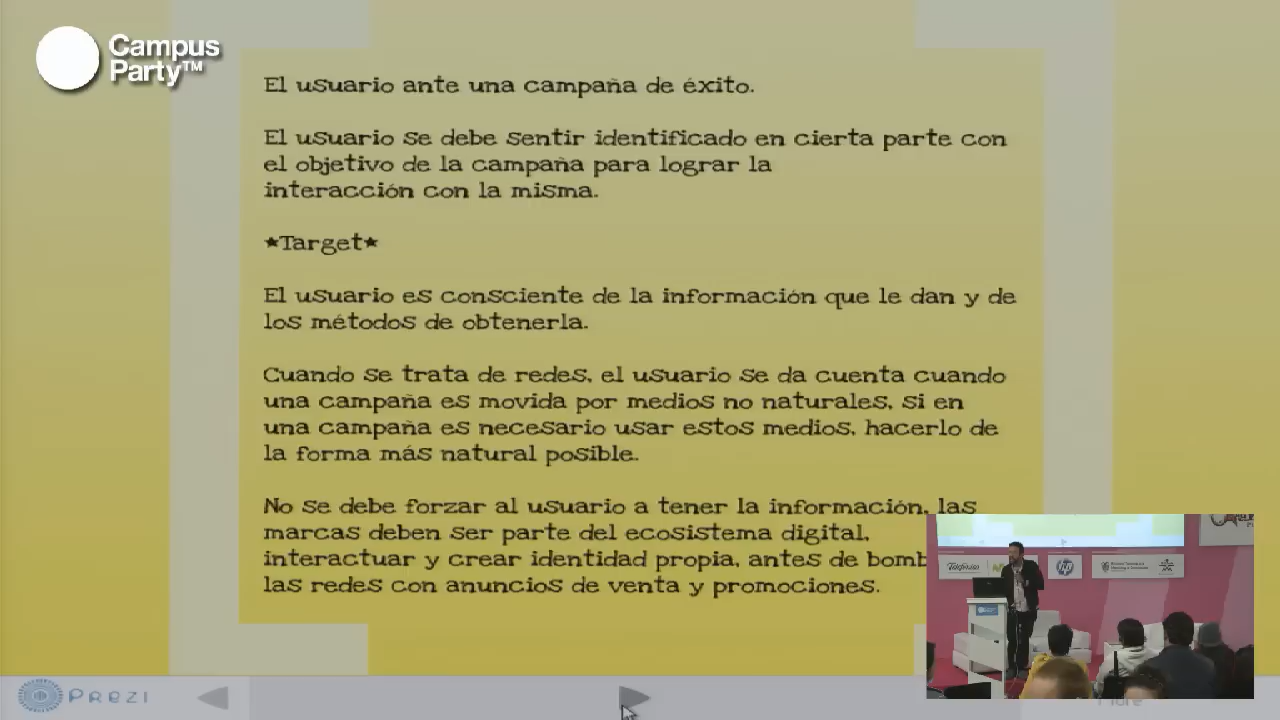 Campus
Party™
El usuario ante una campaña de éxito.
El usuario se debe sentir identificado en cierta parte con
el objetivo de la campaña para lograr la
interacción con la misma.
★Target★
El usuario es consciente de la información que le dan y de
los métodos de obtenerla.
Cuando se trata de redes, el usuario se da cuenta cuando
una campaña es movida por medios no naturales, si en
una campaña es necesario usar estos medios, hacerlo de
la forma más natural posible.
No se debe forzar al usuario a tener la información, las
marcas deben ser parte del ecosistema digital,
interactuar y crear identidad propia, antes de bomb
las redes con anuncios de venta y promociones.
Telefónica
hp
Prezi
More